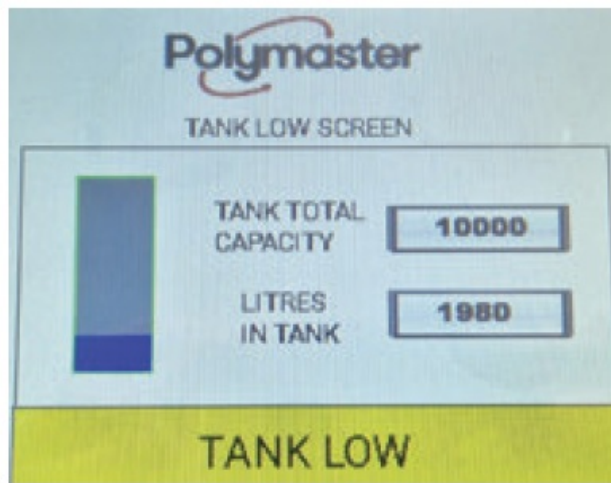 Polymaster
TANK LOW SCREEN
TANK TOTAL
CAPACITY
10000
LITRES
IN TANK
1980
TANK LOW